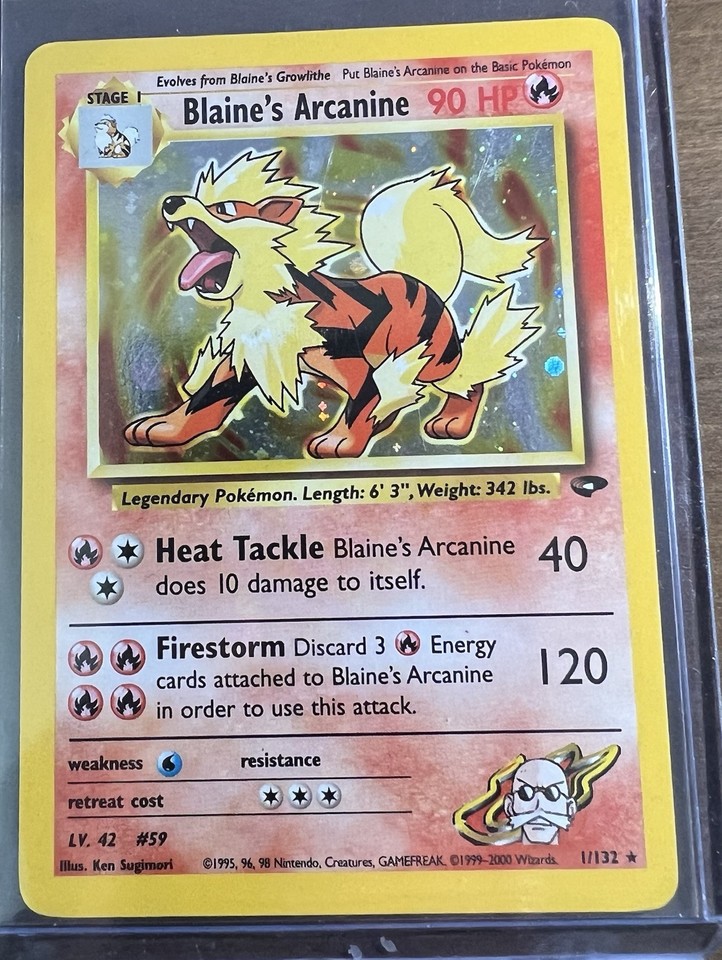 Evolves from Blaine's Growlithe Put Blaine's Arcanine on the Basic Pokémon
STAGE 1
Blaine's Arcanine 90 HP
Legendary Pokémon. Length: 6' 3", Weight: 342 lbs.
Heat Tackle Blaine's Arcanine 40
does 10 damage to itself.
Firestorm Discard 3 Energy
cards attached to Blaine's Arcanine 120
in order to use this attack.
weakness resistance
retreat cost
LV. 42 #59
Illus. Ken Sugimori ©1995, 96, 98 Nintendo, Creatures, GAMEFREAK. ©1999-2000 Wizards. 1/132 ★